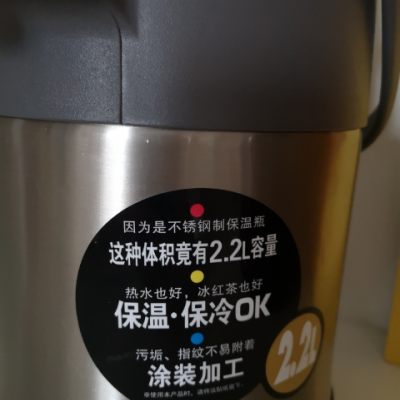 因为是不锈钢制保温瓶
这种体积竟有2.2L容量
热水也好，冰红茶也好
保温·保冷OK
污垢、指纹不易附着
涂装加工
2.2L